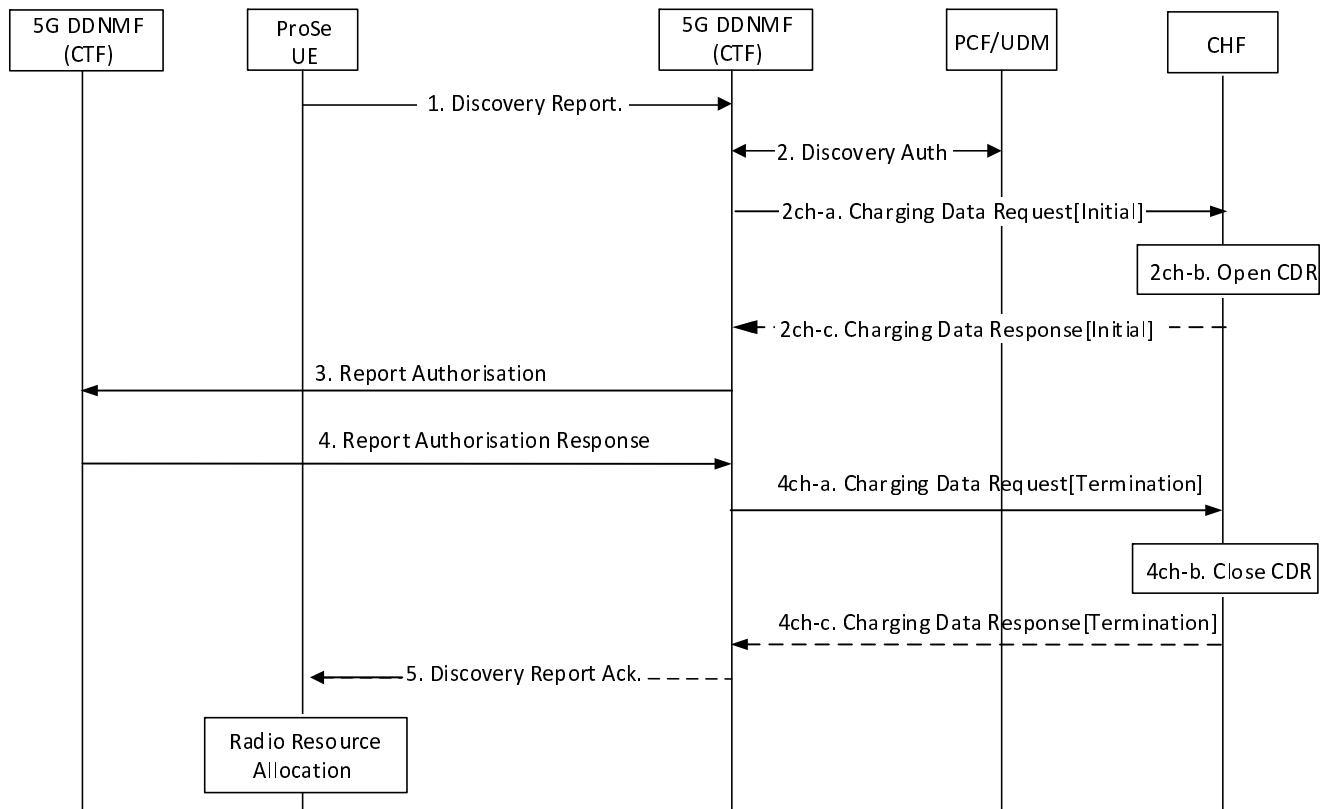 5G DDNMF
(CTF)
ProSe
UE
5G DDNMF
(CTF)
PCF/UDM
CHF
1. Discovery Report.
2. Discovery Auth
2ch-a. Charging Data Request[Initial]
2ch-b. Open CDR
2ch-c. Charging Data Response[Initial]
3. Report Authorisation
4. Report Authorisation Response
4ch-a. Charging Data Request[Termination]
4ch-b. Close CDR
4ch-c. Charging Data Response[Termination]
5. Discovery Report Ack.
Radio Resource
Allocation